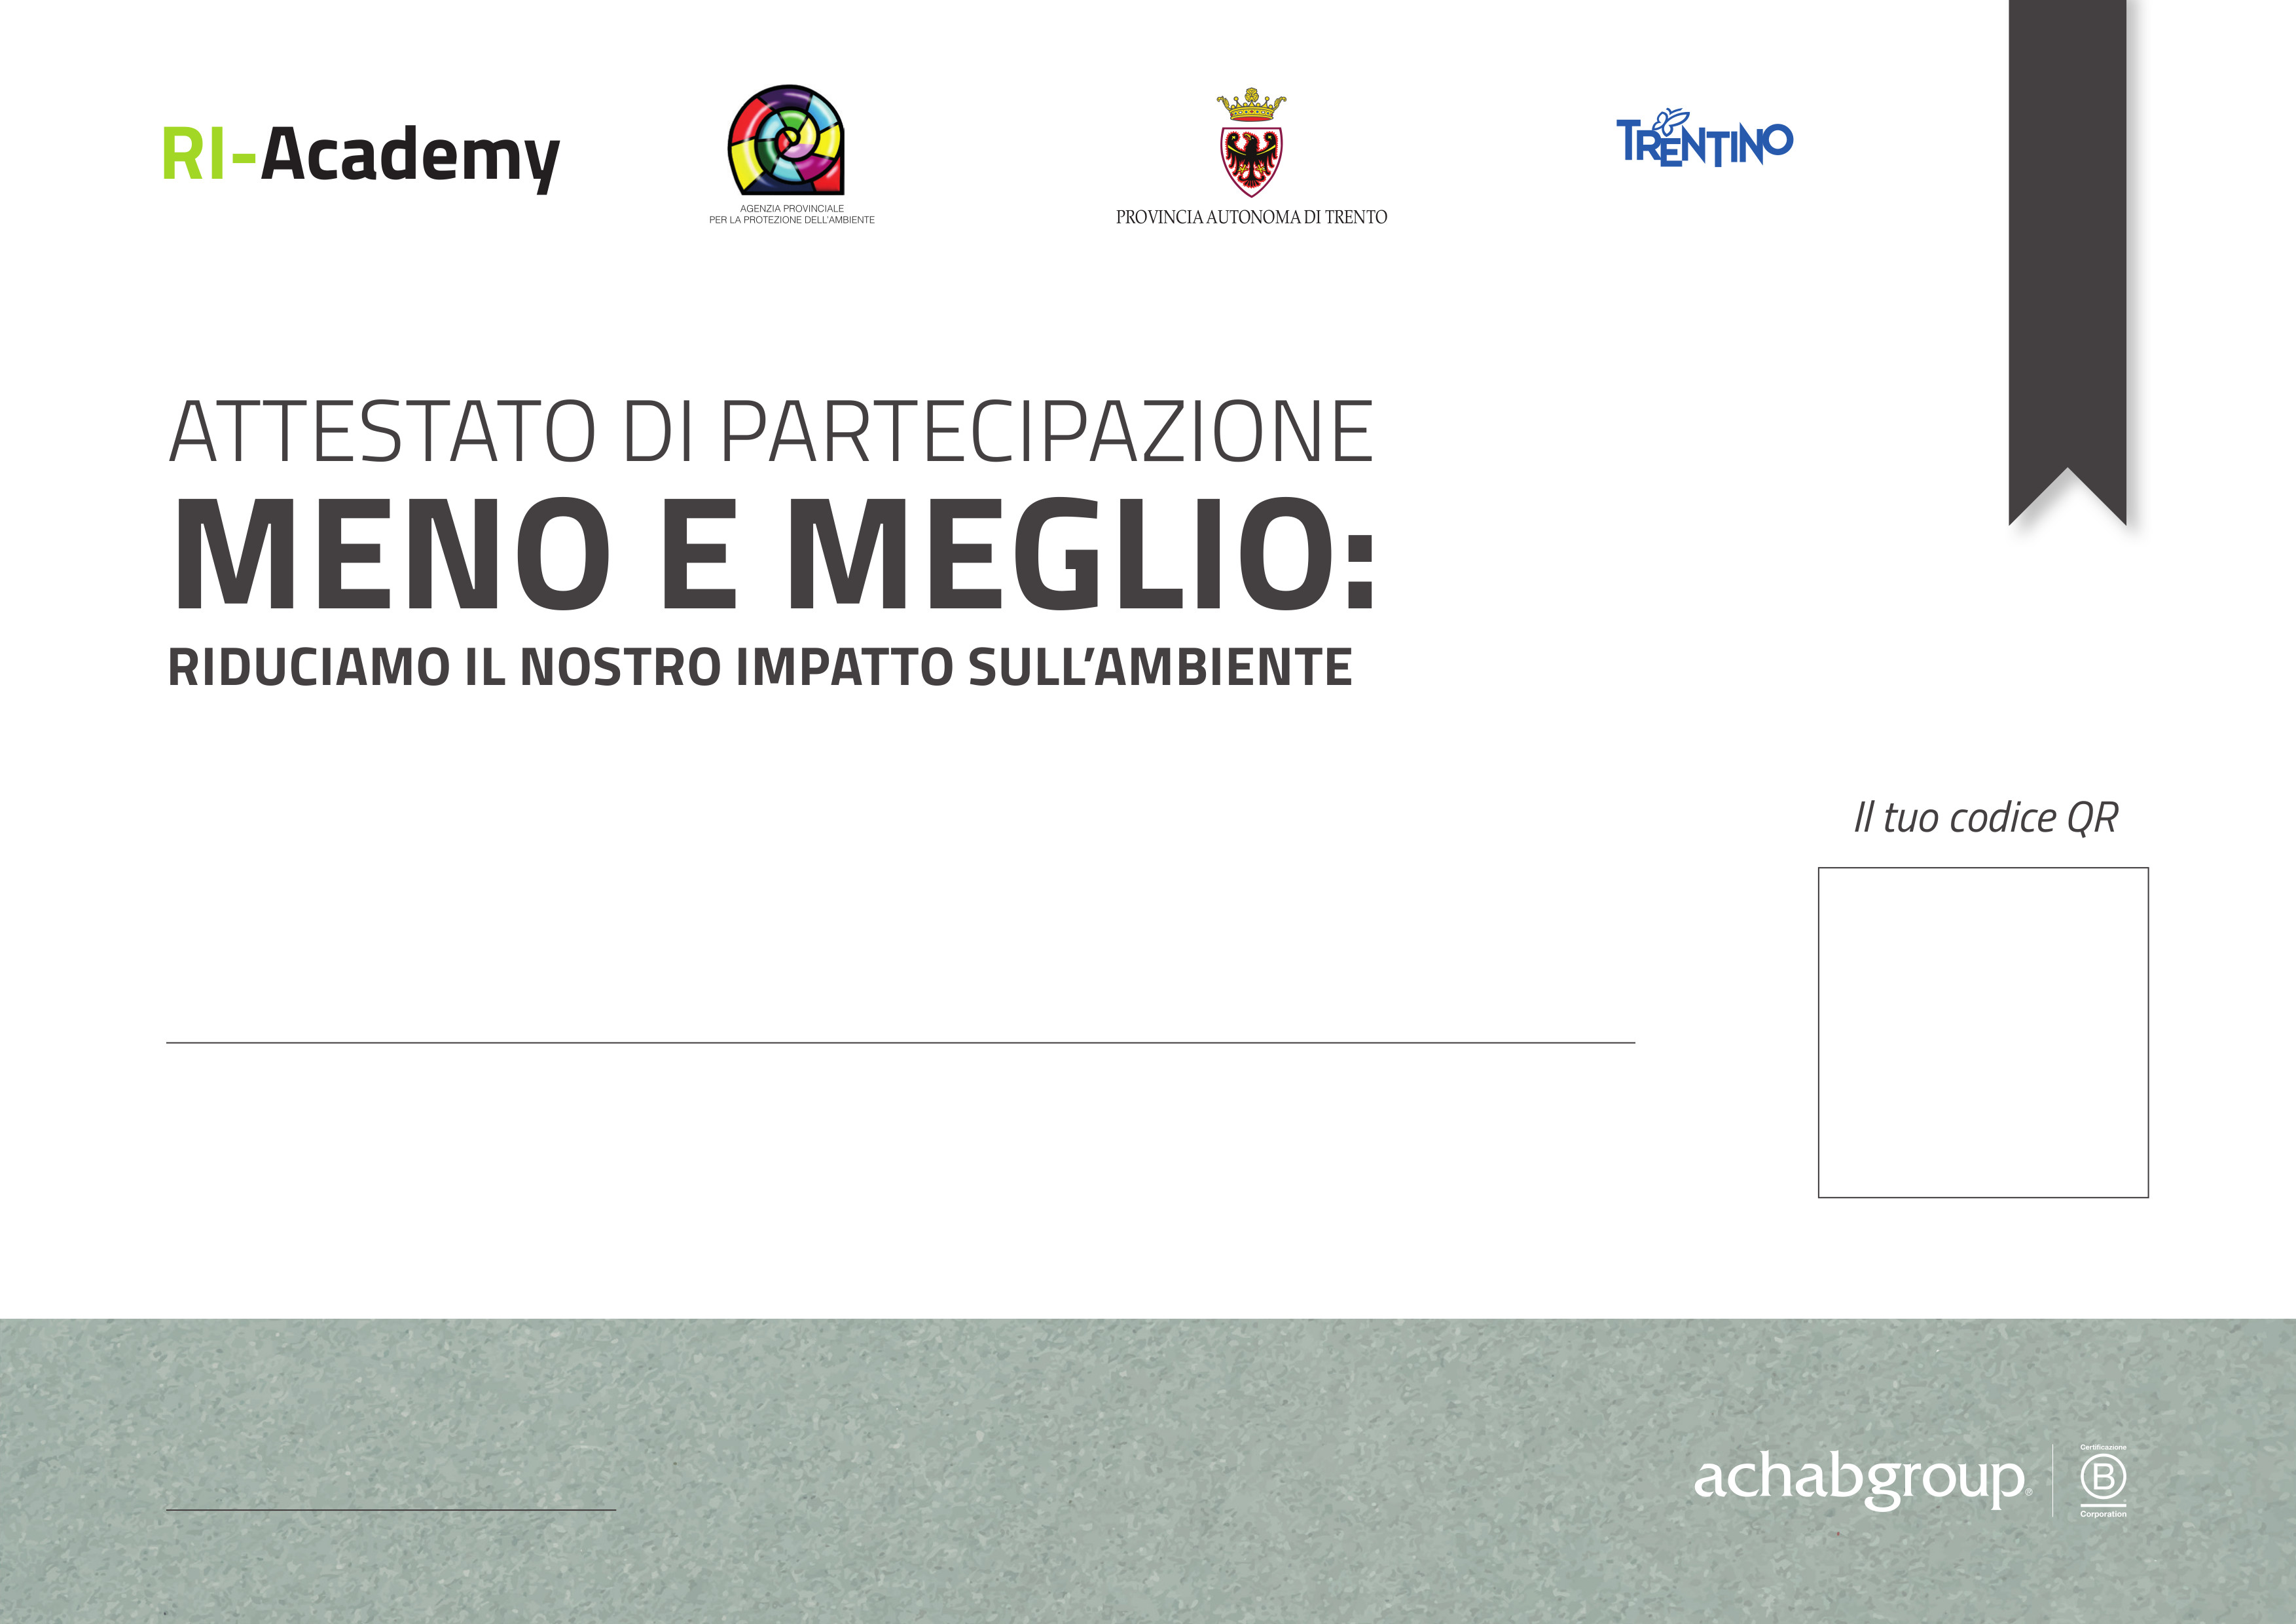 RI-Academy
AGENZIA PROVINCIALE
PER LA PROTEZIONE DELL'AMBIENTE
PROVINCIA AUTONOMA DI TRENTO
TRENTINO
ATTESTATO DI PARTECIPAZIONE
MENO E MEGLIO:
RIDUCIAMO IL NOSTRO IMPATTO SULL'AMBIENTE
Il tuo codice QR
achabgroup®
Certificazione
B
Corporation